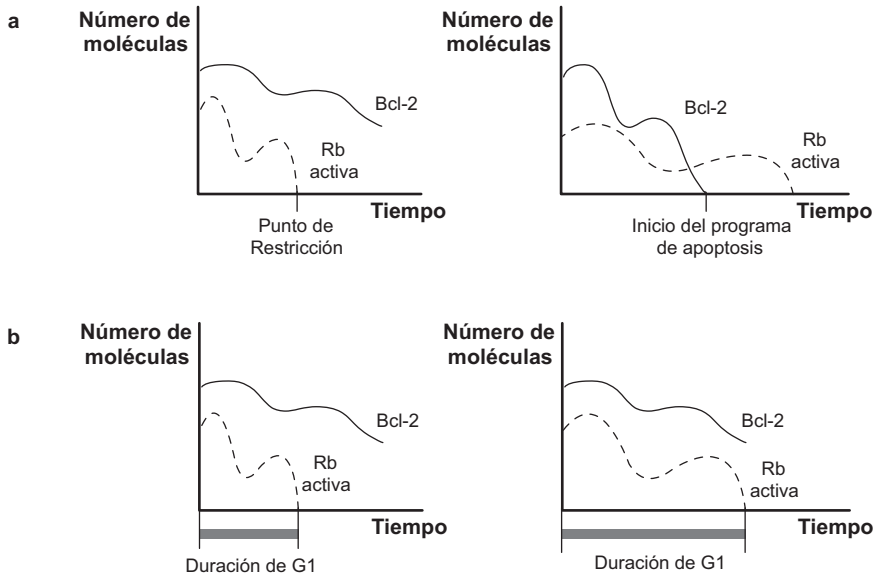 a
Número de
moléculas
Bcl-2
Rb
activa
Tiempo
Punto de
Restricción
Número de
moléculas
Bcl-2
Rb
activa
Tiempo
Inicio del programa
de apoptosis
b
Número de
moléculas
Bcl-2
Rb
activa
Tiempo
Duración de G1
Número de
moléculas
Bcl-2
Rb
activa
Tiempo
Duración de G1